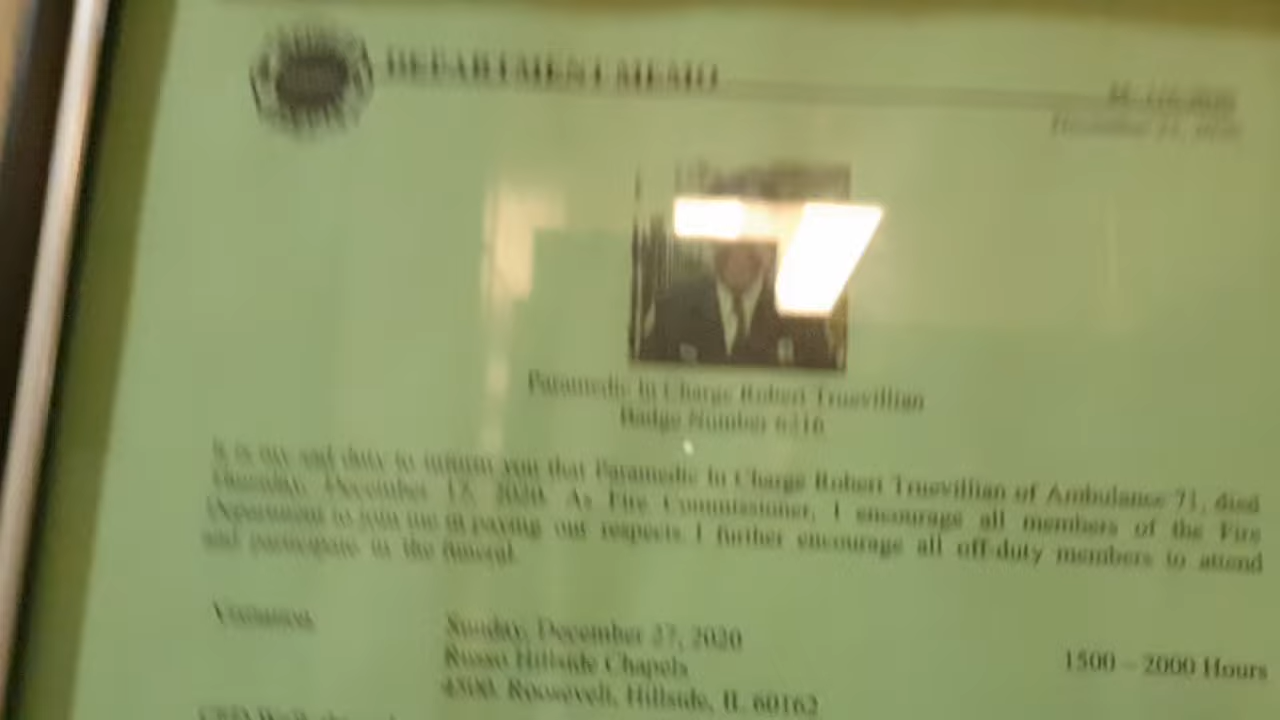 DEPARTMENT MEMO
Paramedic In Charge Robert Truevillian
Badge Number 6316
It is my sad duty to inform you that Paramedic In Charge Robert Truevillian of Ambulance 71, died
December 17, 2020. As Fire Commissioner, I encourage all members of the Fire
Department to join me in paying our respects. I further encourage all off-duty members to attend
and participate in the funeral.
Visitation
Sunday, December 27, 2020
1500 – 2000 Hours
Russo Hillside Chapels
4500 Roosevelt, Hillside, IL 60162